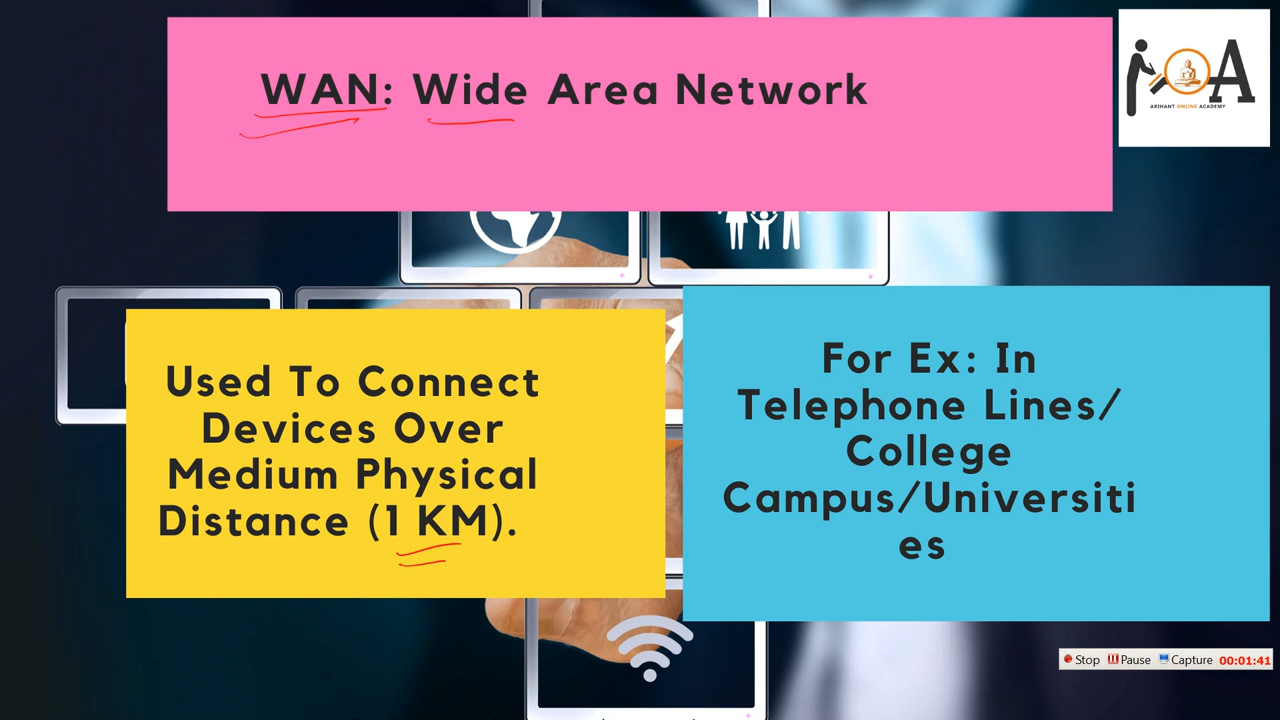 WAN: Wide Area Network
ARIHANT ONLINE ACADEMY
Used To Connect
Devices Over
Medium Physical
Distance (1 KM).
For Ex: In
Telephone Lines/
College
Campus/Universiti
es
Stop Pause Capture 00:01:41